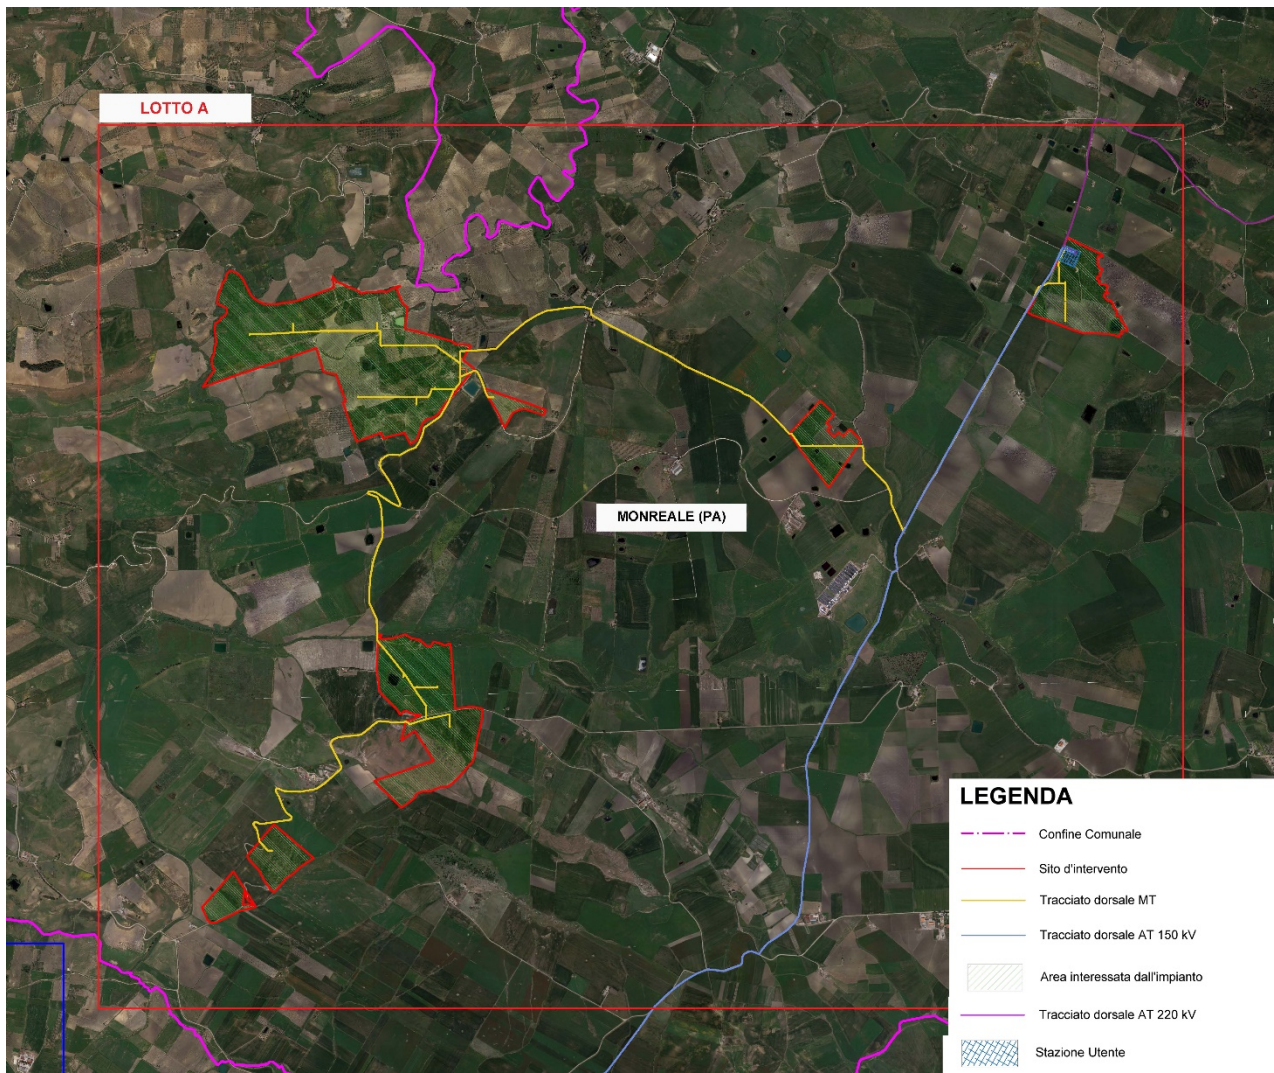 LOTTO A
MONREALE (PA)
LEGENDA
Confine Comunale
Sito d'intervento
Tracciato dorsale MT
Tracciato dorsale AT 150 kV
Area interessata dall'impianto
Tracciato dorsale AT 220 kV
Stazione Utente